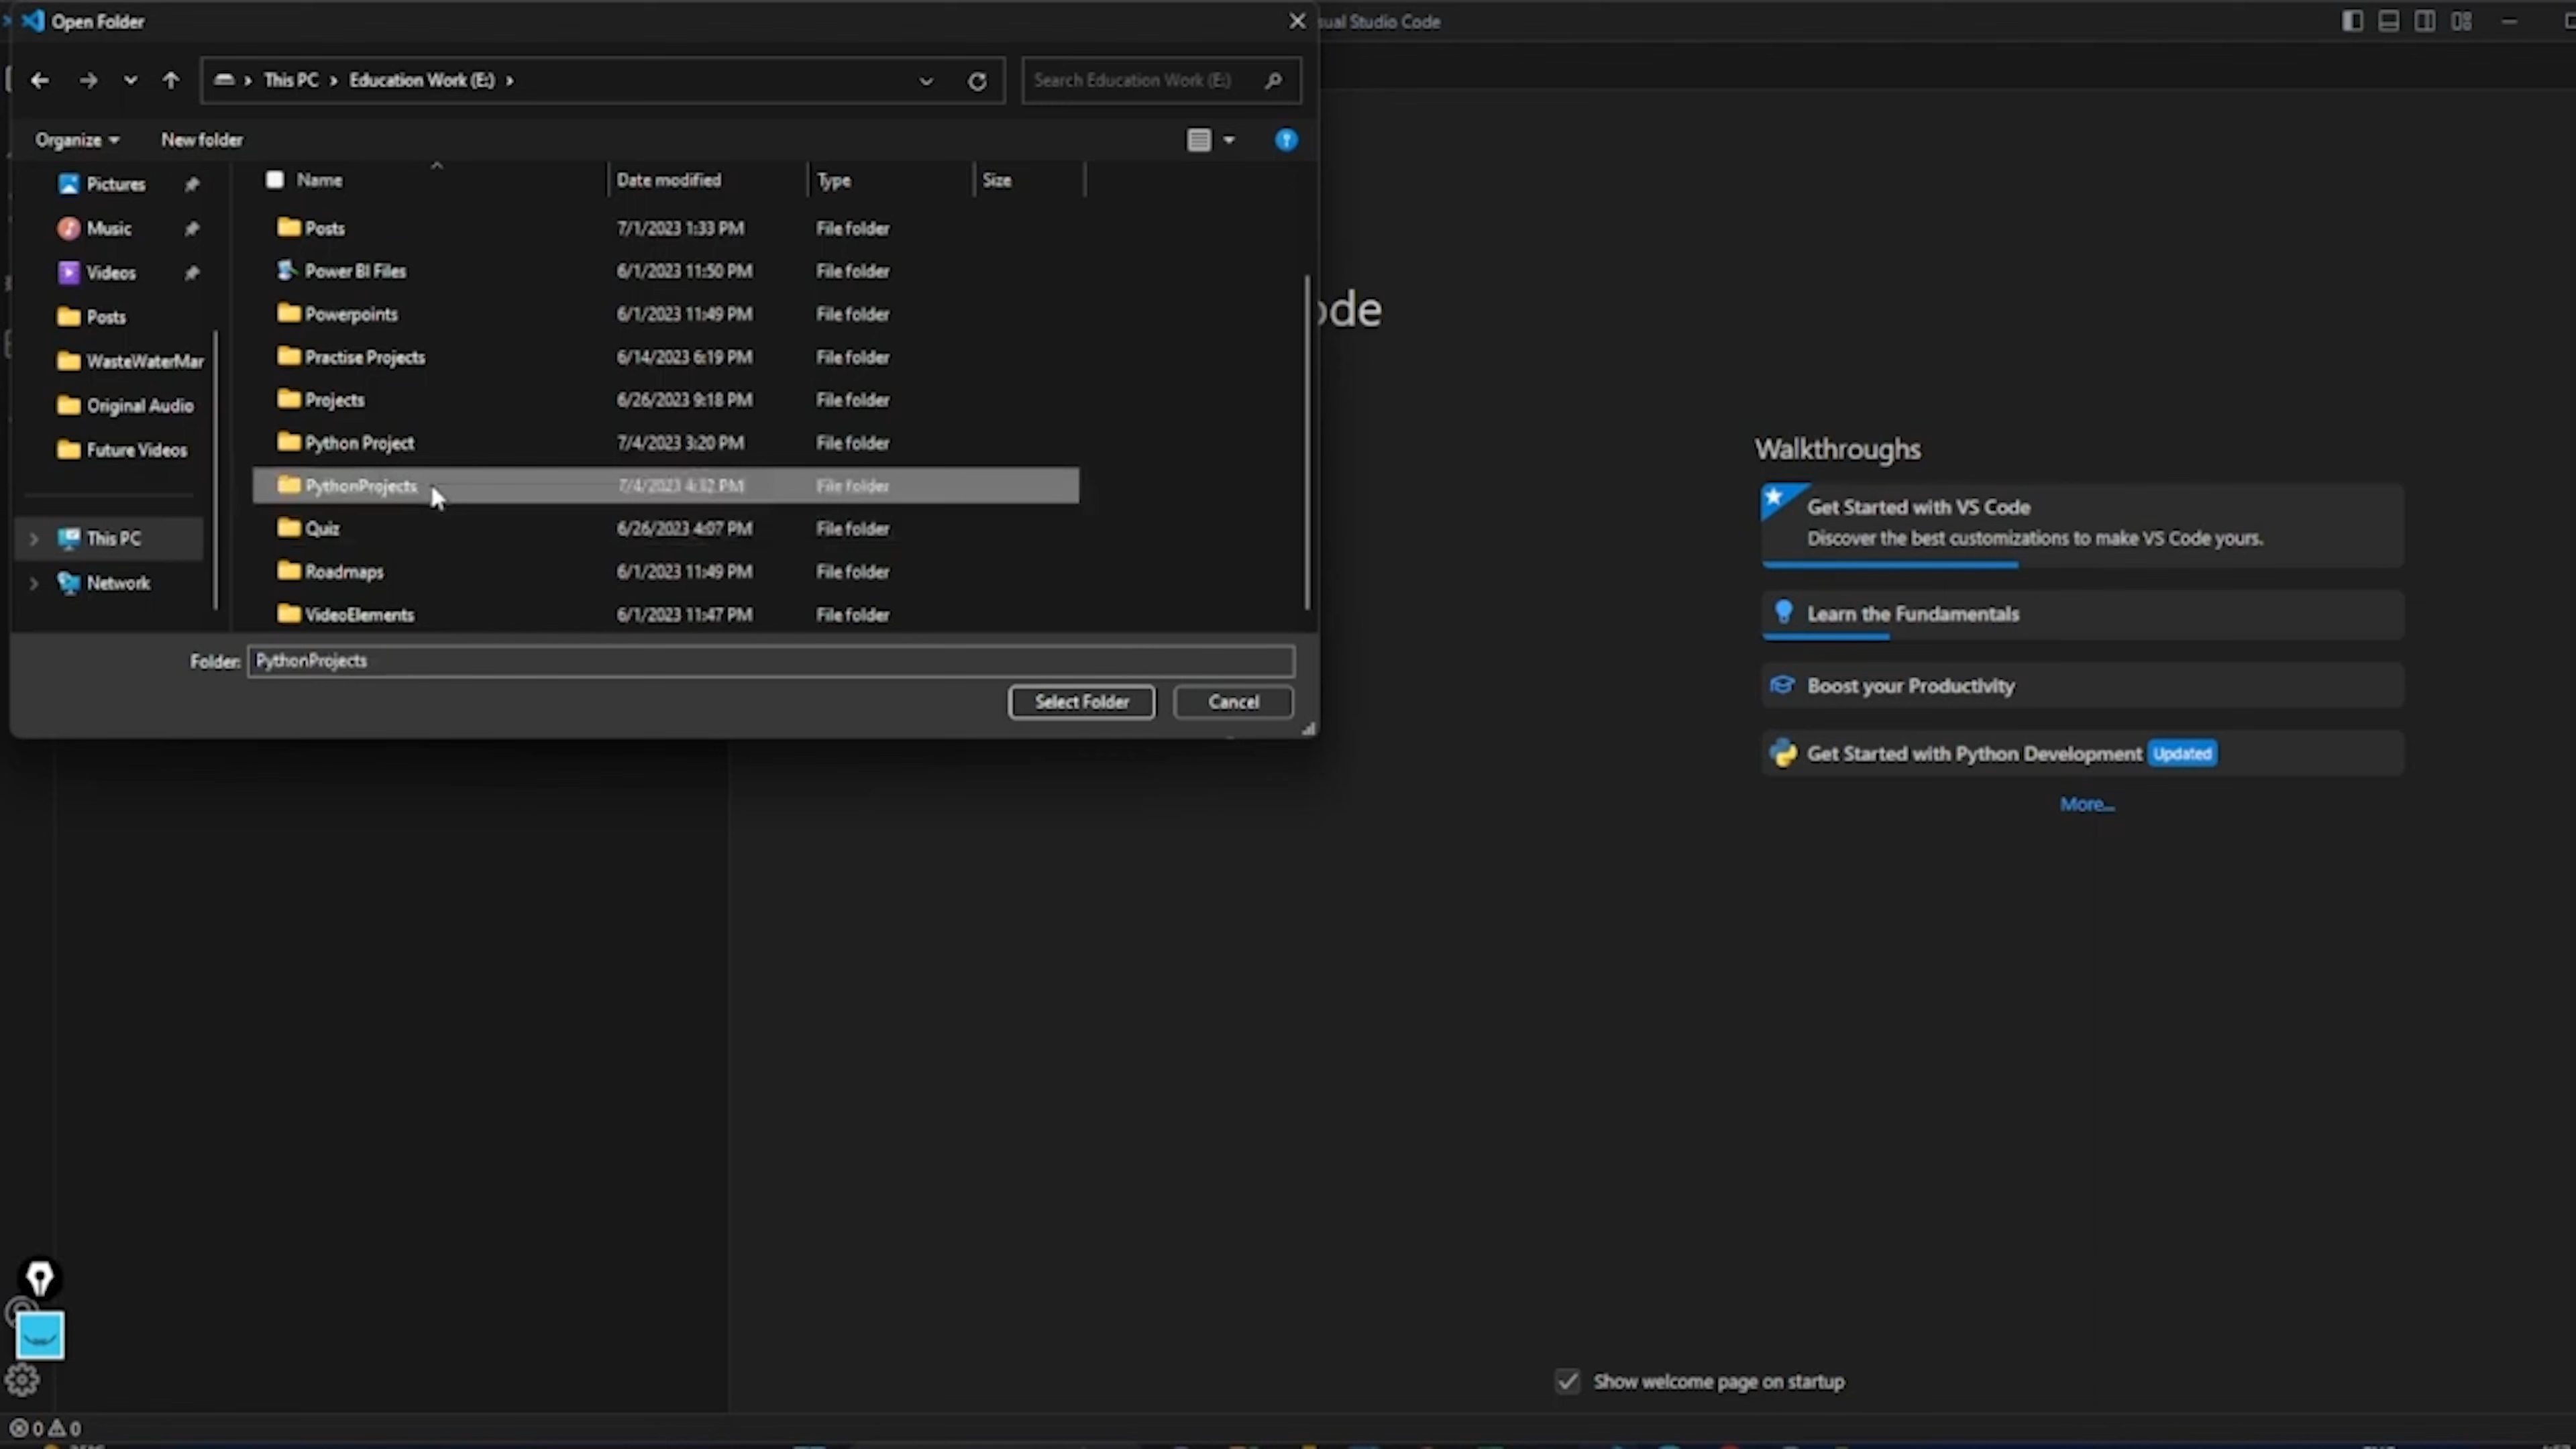 Open Folder
sual Studio Code
This PC > Education Work (E:) >
Search Education Work (E:)
Organize
New folder
Pictures
Music
Videos
Posts
WasteWaterMar
Original Audio
Future Videos
This PC
Network
Name Date modified Type Size
Posts 7/1/2023 1:33 PM File folder
Power BI Files 6/1/2023 11:50 PM File folder
Powerpoints 6/1/2023 11:49 PM File folder
Practise Projects 6/14/2023 6:19 PM File folder
Projects 6/26/2023 9:18 PM File folder
Python Project 7/4/2023 3:20 PM File folder
PythonProjects 7/4/2023 4:32 PM File folder
Quiz 6/26/2023 4:07 PM File folder
Roadmaps 6/1/2023 11:49 PM File folder
VideoElements 6/1/2023 11:47 PM File folder
Folder: PythonProjects
Select Folder
Cancel
ode
Walkthroughs
Get Started with VS Code
Discover the best customizations to make VS Code yours.
Learn the Fundamentals
Boost your Productivity
Get Started with Python Development Updated
More...
Show welcome page on startup
0 0